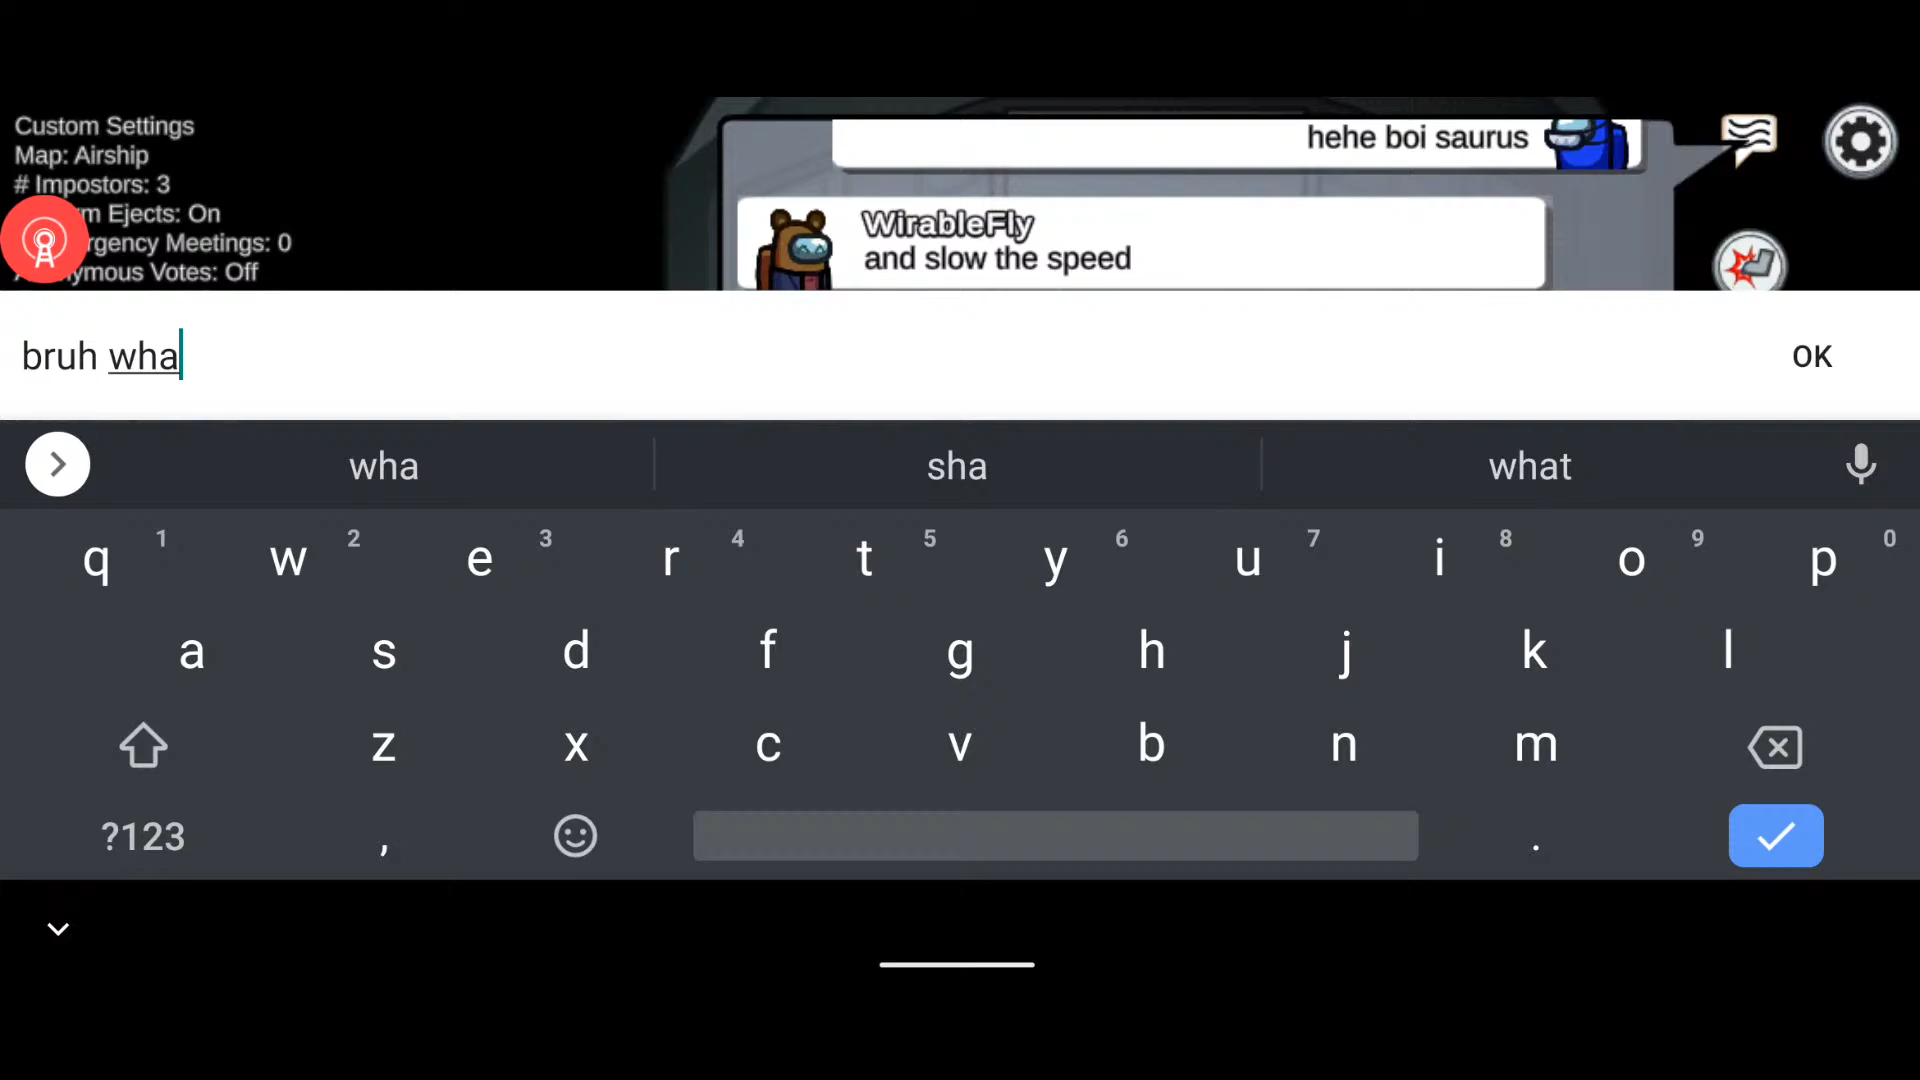 Custom Settings
Map: Airship
# Impostors: 3
m Ejects: On
rgency Meetings: 0
nymous Votes: Off
hehe boi saurus
WirableFly
and slow the speed
bruh wha
OK
wha sha what
q 1 w 2 e 3 r 4 t 5 y 6 u 7 i 8 o 9 p 0
a s d f g h j k l
z x c v b n m
?123 , .